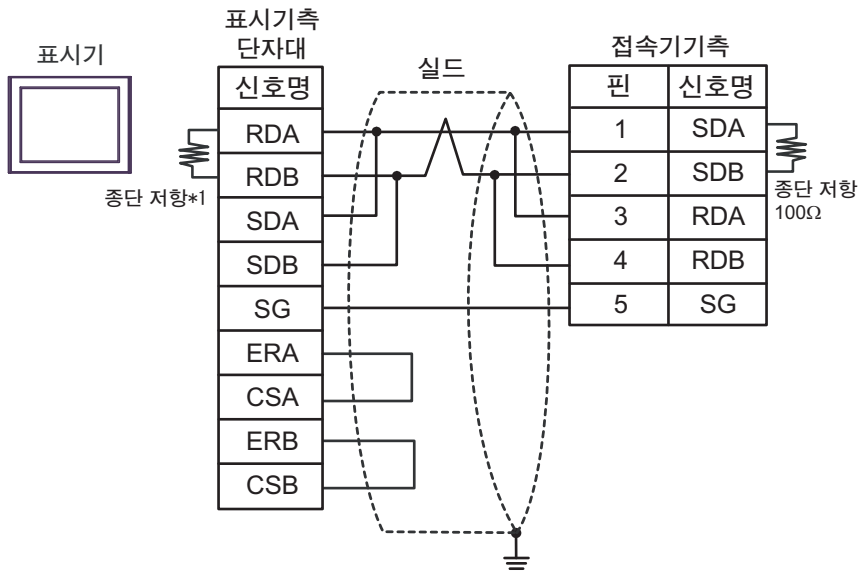 표시기
표시기측
단자대
신호명
RDA
RDB
SDA
SDB
SG
ERA
CSA
ERB
CSB
종단 저항*1
실드
접속기기측
핀 신호명
1 SDA
2 SDB
3 RDA
4 RDB
5 SG
종단 저항
100Ω